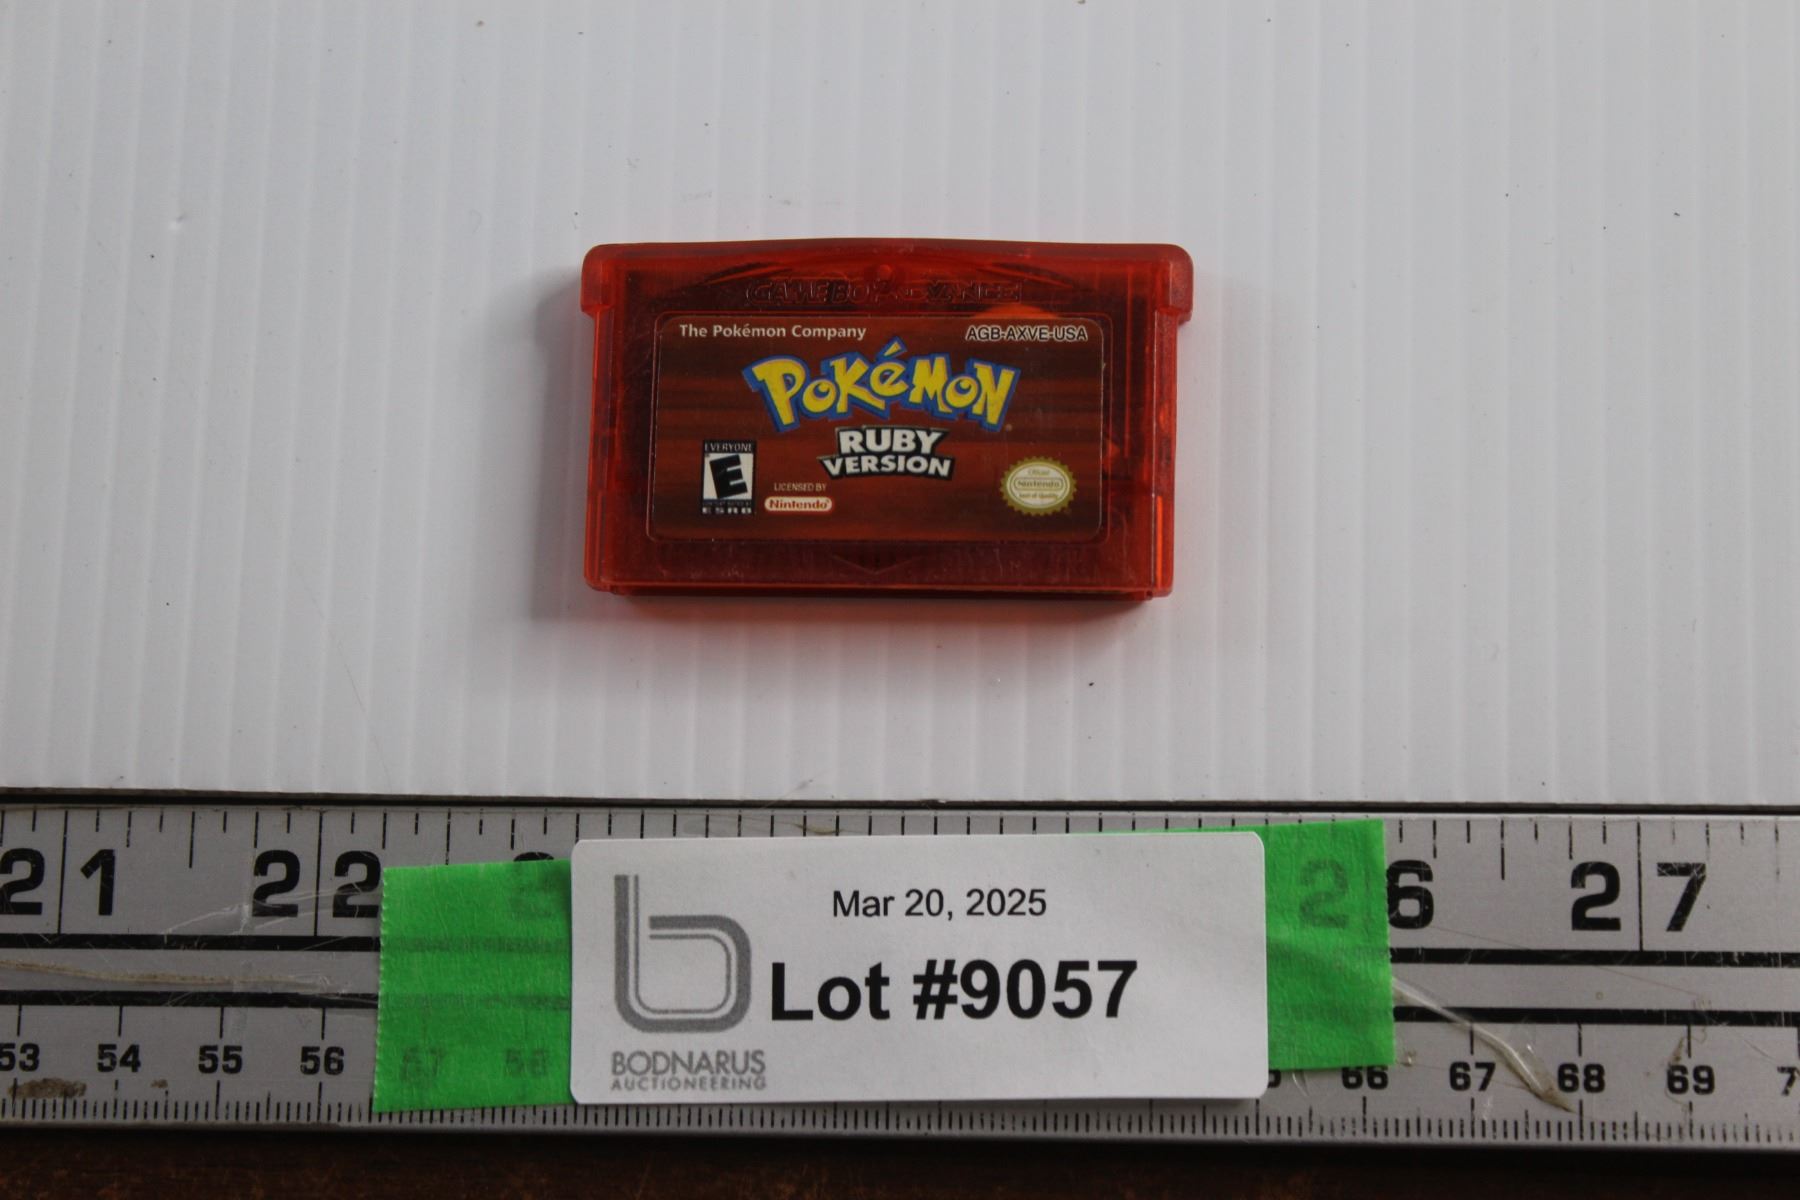 GAME BOY ADVANCE
The Pokémon Company
AGB-AXVE-USA
POKéMON
RUBY
VERSION
EVERYONE
E
ESRB
LICENSED BY
Nintendo
Official
Nintendo
Seal of Quality
21 22 26 27
Mar 20, 2025
Lot #9057
BODNARUS
AUCTIONEERING
53 54 55 56 57 58 66 67 68 69